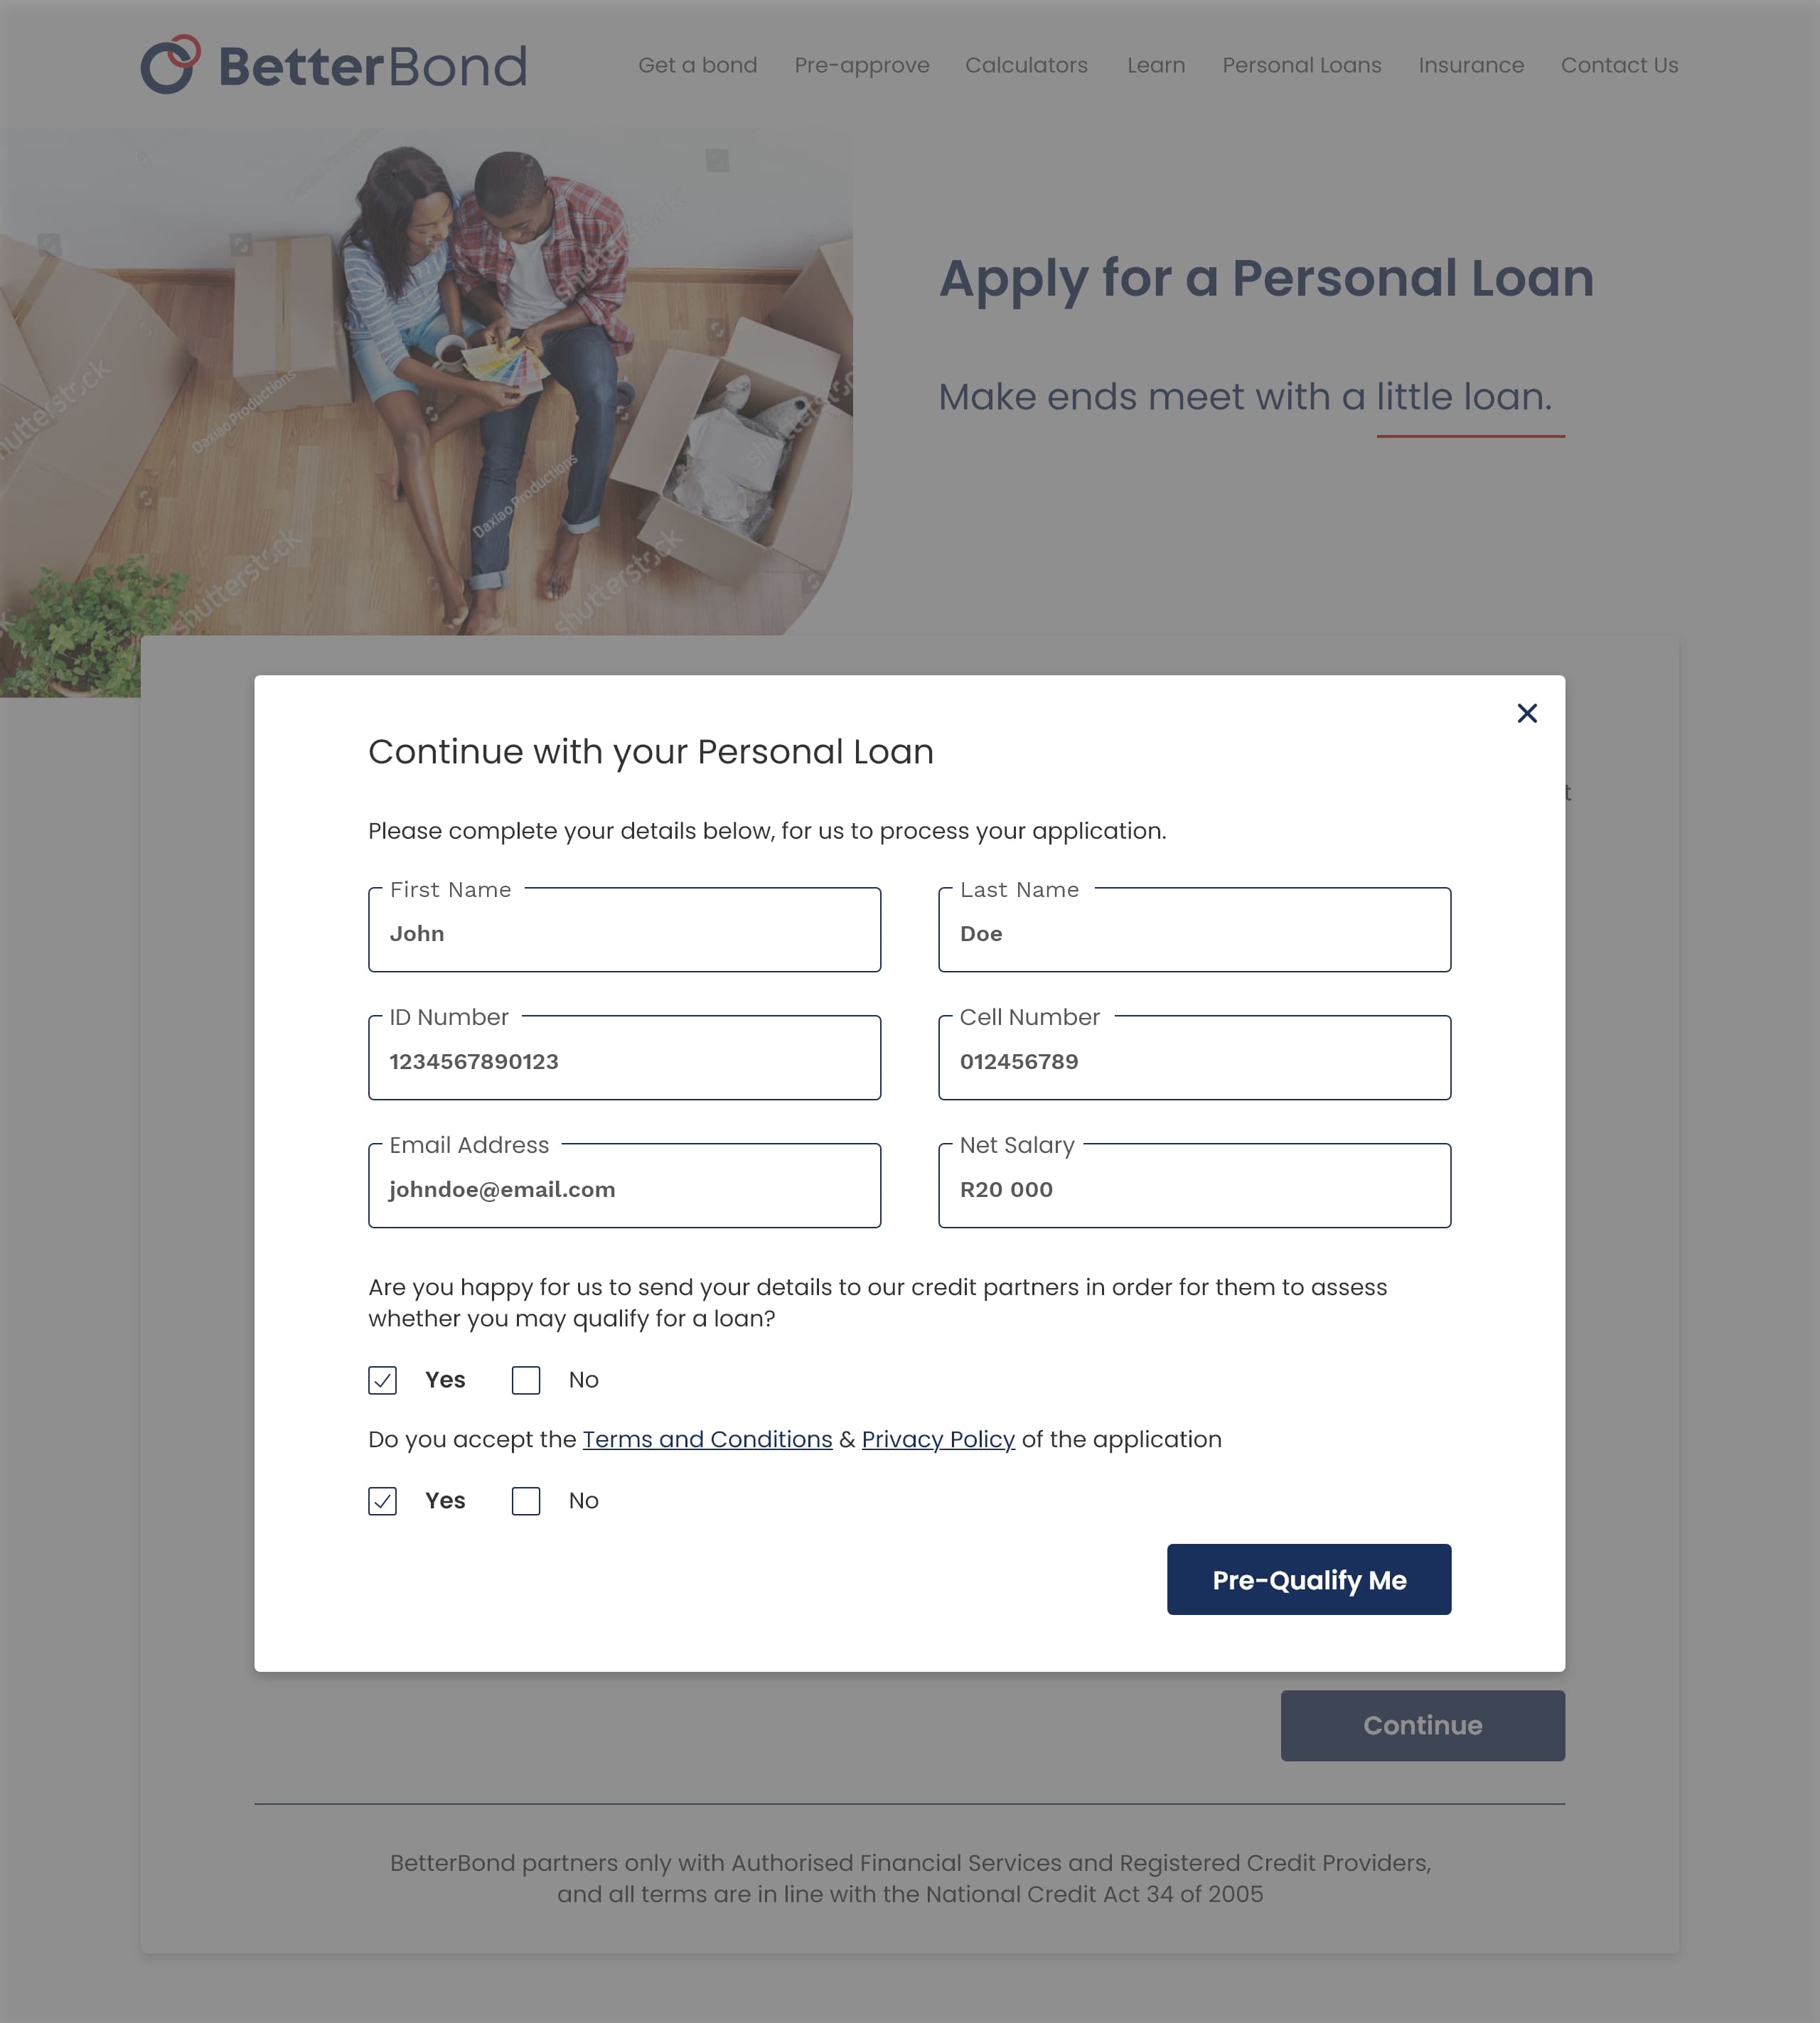 BetterBond
Get a bond Pre-approve Calculators Learn Personal Loans Insurance Contact Us
Apply for a Personal Loan
Make ends meet with a little loan.
shutterstock
Daxiao Productions
shutterstock
Daxiao Productions
shutterstock
shutterstock
Continue with your Personal Loan
Please complete your details below, for us to process your application.
First Name Last Name
John Doe
ID Number Cell Number
1234567890123 012456789
Email Address Net Salary
johndoe@email.com R20 000
Are you happy for us to send your details to our credit partners in order for them to assess
whether you may qualify for a loan?
Yes No
Do you accept the Terms and Conditions & Privacy Policy of the application
Yes No
Pre-Qualify Me
Continue
BetterBond partners only with Authorised Financial Services and Registered Credit Providers,
and all terms are in line with the National Credit Act 34 of 2005